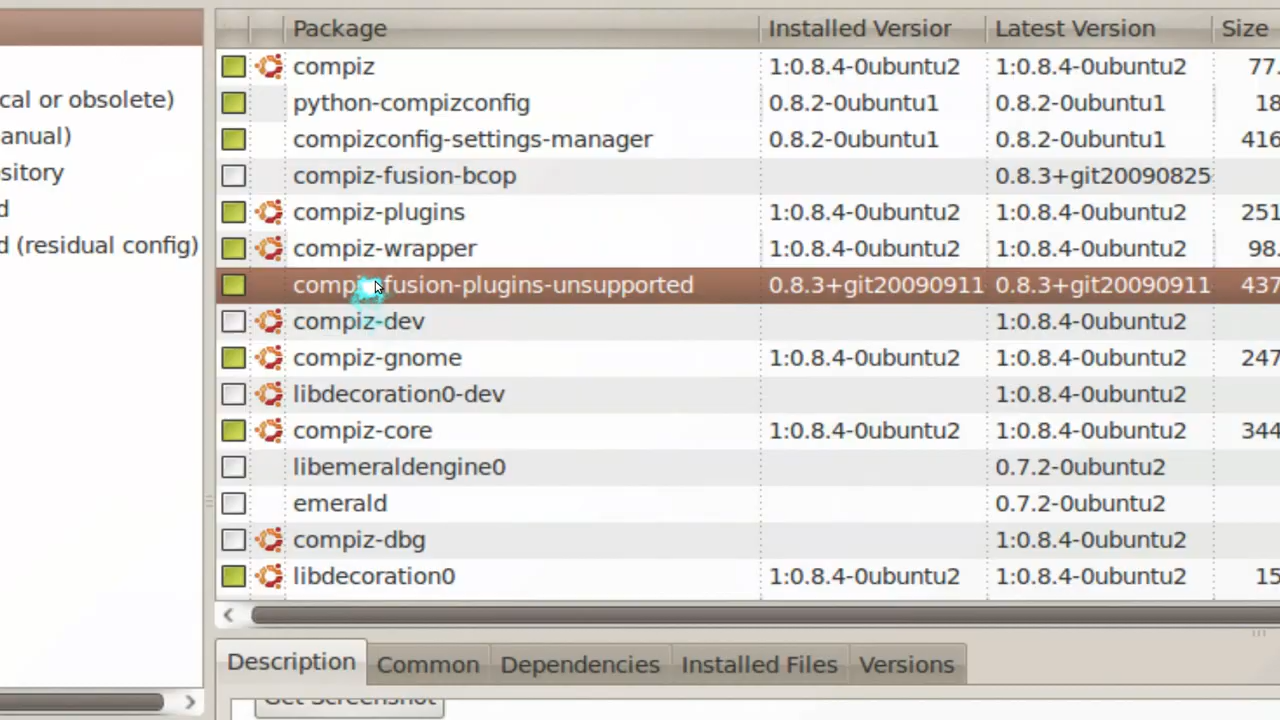 Package Installed Versior Latest Version Size
compiz 1:0.8.4-0ubuntu2 1:0.8.4-0ubuntu2 77.
cal or obsolete) python-compizconfig 0.8.2-0ubuntu1 0.8.2-0ubuntu1 18
anual) compizconfig-settings-manager 0.8.2-0ubuntu1 0.8.2-0ubuntu1 416
sitory compiz-fusion-bcop 0.8.3+git20090825
d compiz-plugins 1:0.8.4-0ubuntu2 1:0.8.4-0ubuntu2 251
d (residual config) compiz-wrapper 1:0.8.4-0ubuntu2 1:0.8.4-0ubuntu2 98.
compiz-fusion-plugins-unsupported 0.8.3+git20090911 0.8.3+git20090911 437
compiz-dev 1:0.8.4-0ubuntu2
compiz-gnome 1:0.8.4-0ubuntu2 1:0.8.4-0ubuntu2 247
libdecoration0-dev 1:0.8.4-0ubuntu2
compiz-core 1:0.8.4-0ubuntu2 1:0.8.4-0ubuntu2 344
libemeraldengine0 0.7.2-0ubuntu2
emerald 0.7.2-0ubuntu2
compiz-dbg 1:0.8.4-0ubuntu2
libdecoration0 1:0.8.4-0ubuntu2 1:0.8.4-0ubuntu2 15
Description Common Dependencies Installed Files Versions
Get Screenshot